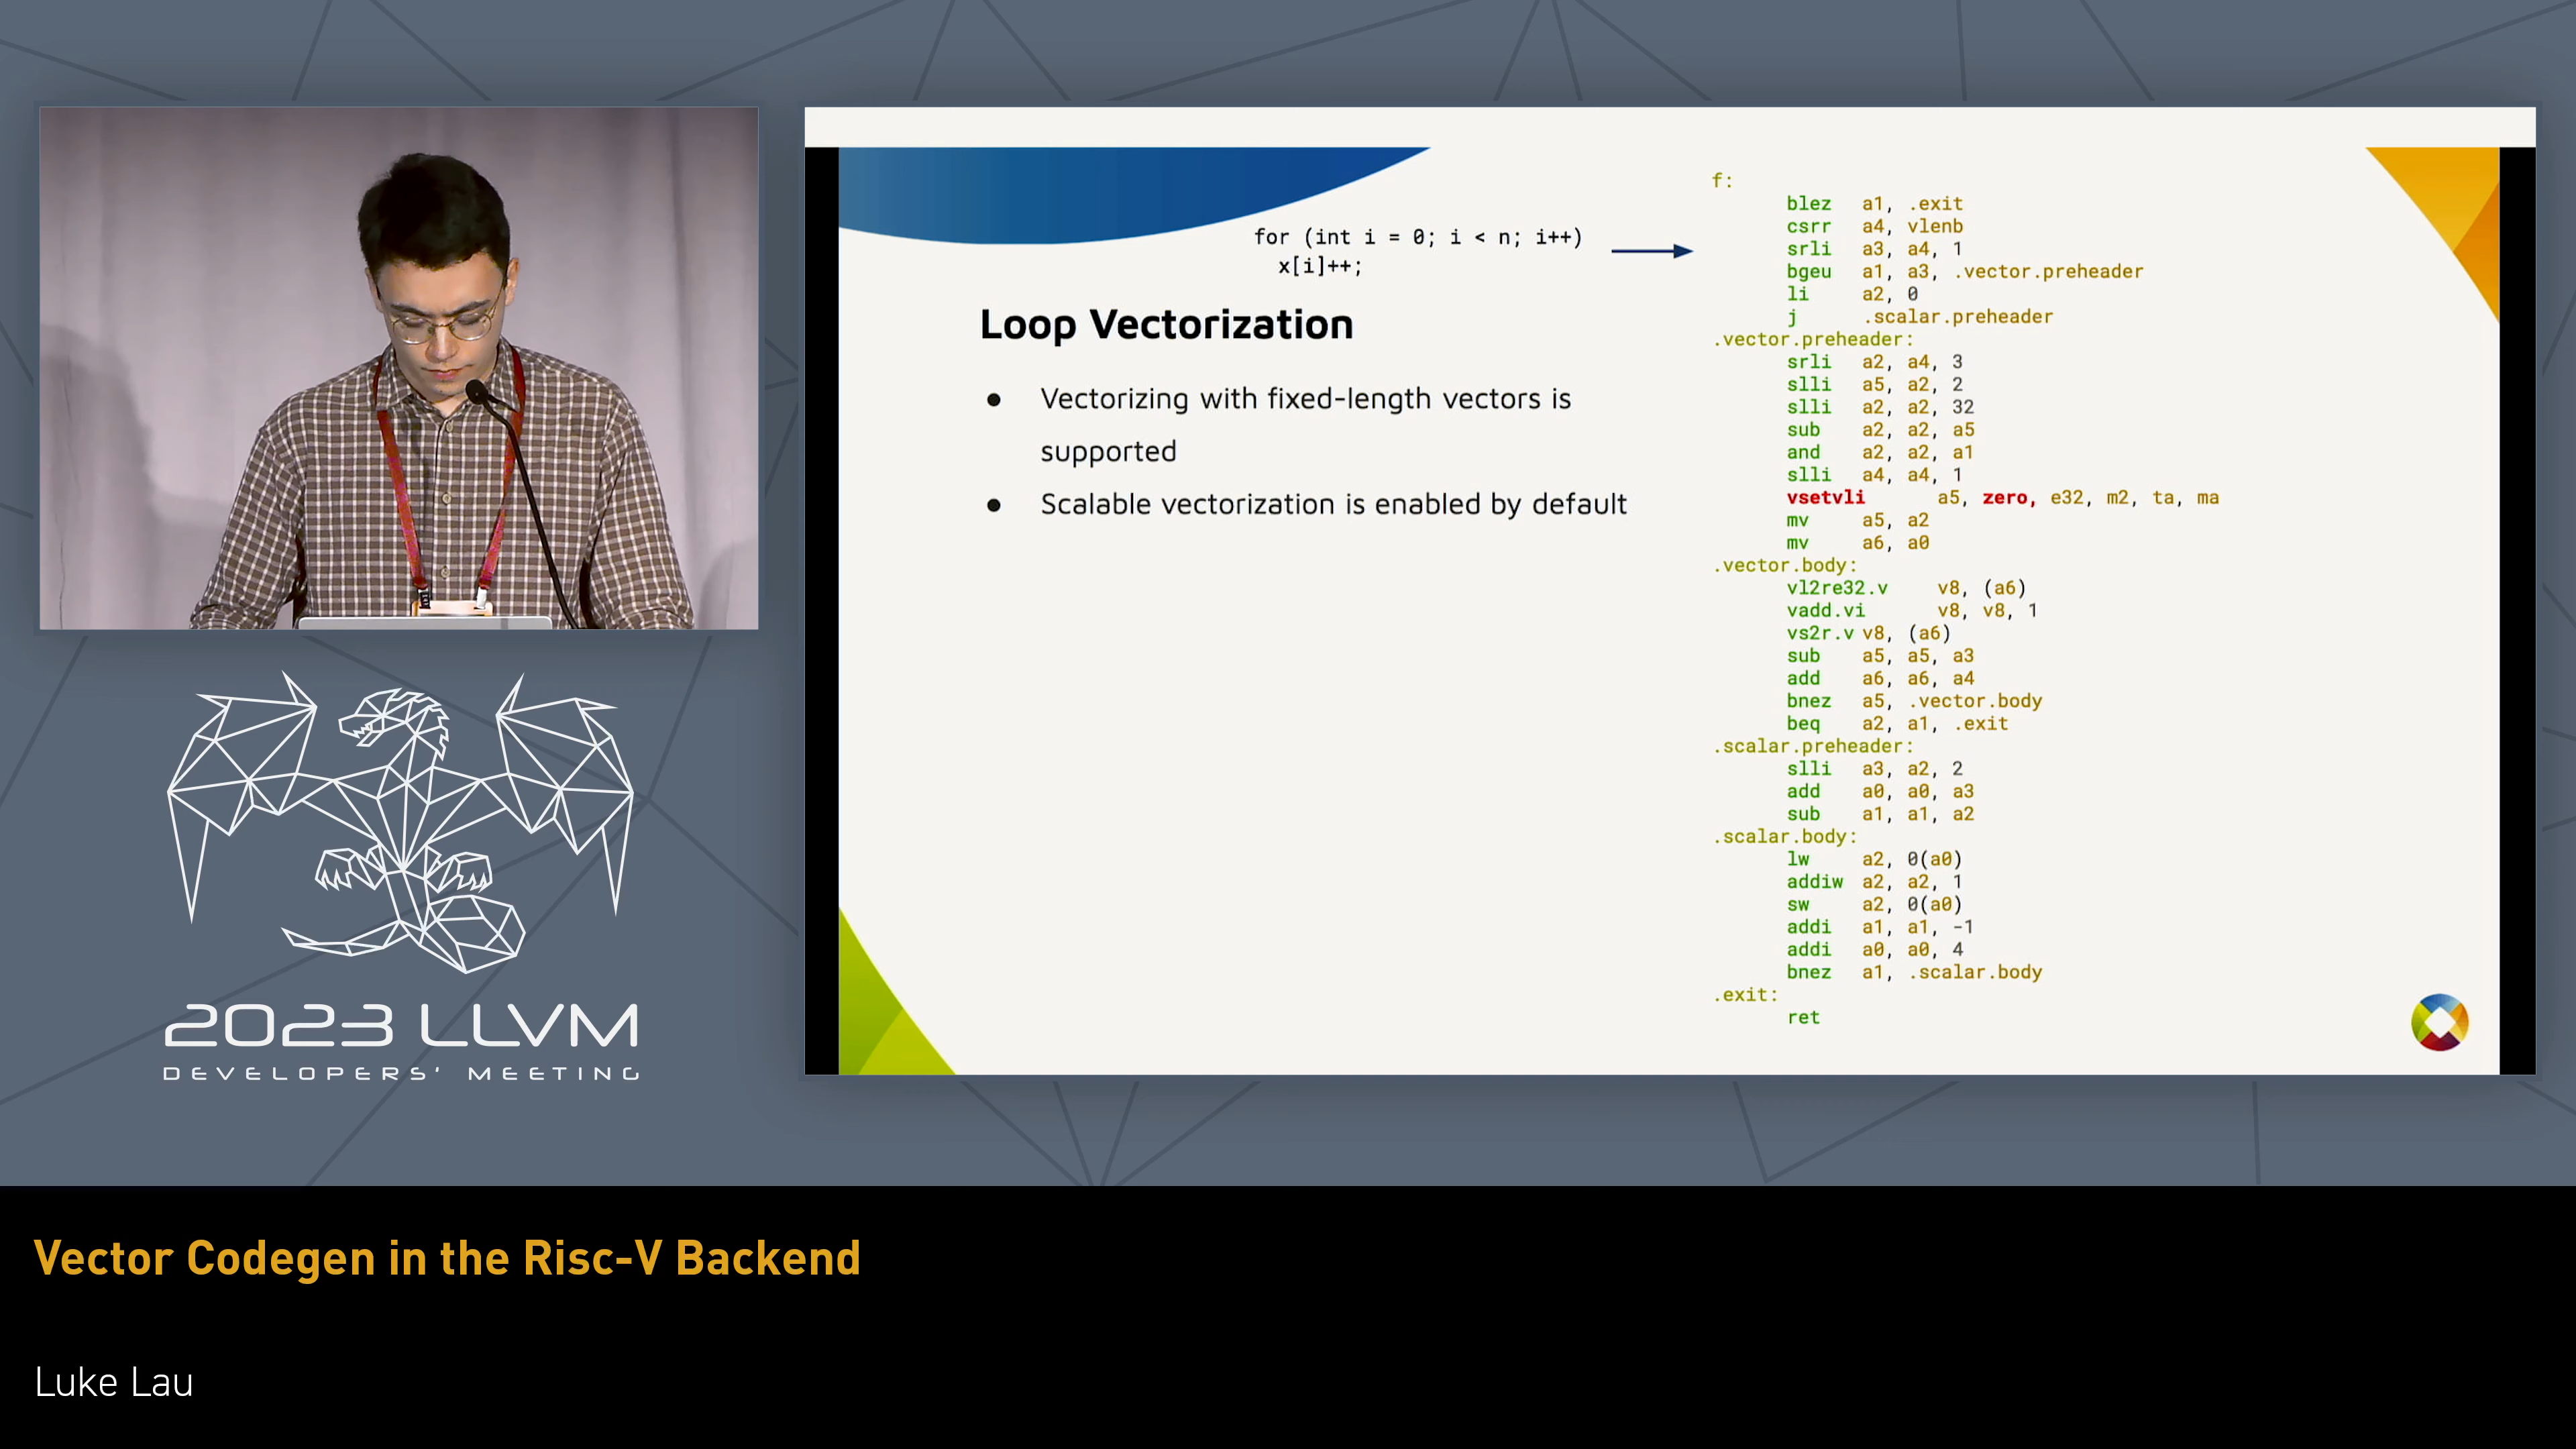 for (int i = 0; i < n; i++)
x[i]++;
Loop Vectorization
● Vectorizing with fixed-length vectors is
supported
● Scalable vectorization is enabled by default
f:
blez a1, .exit
csrr a4, vlenb
srli a3, a4, 1
bgeu a1, a3, .vector.preheader
li a2, 0
j .scalar.preheader
.vector.preheader:
srli a2, a4, 3
slli a5, a2, 2
slli a2, a2, 32
sub a2, a2, a5
and a2, a2, a1
slli a4, a4, 1
vsetvli a5, zero, e32, m2, ta, ma
mv a5, a2
mv a6, a0
.vector.body:
vl2re32.v v8, (a6)
vadd.vi v8, v8, 1
vs2r.v v8, (a6)
sub a5, a5, a3
add a6, a6, a4
bnez a5, .vector.body
beq a2, a1, .exit
.scalar.preheader:
slli a3, a2, 2
add a0, a0, a3
sub a1, a1, a2
.scalar.body:
lw a2, 0(a0)
addiw a2, a2, 1
sw a2, 0(a0)
addi a1, a1, -1
addi a0, a0, 4
bnez a1, .scalar.body
.exit:
ret
2023 LLVM
DEVELOPERS' MEETING
Vector Codegen in the Risc-V Backend
Luke Lau